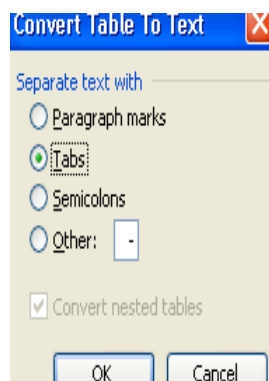 Convert Table To Text
Separate text with
Paragraph marks
Tabs
Semicolons
Other: -
Convert nested tables
OK Cancel